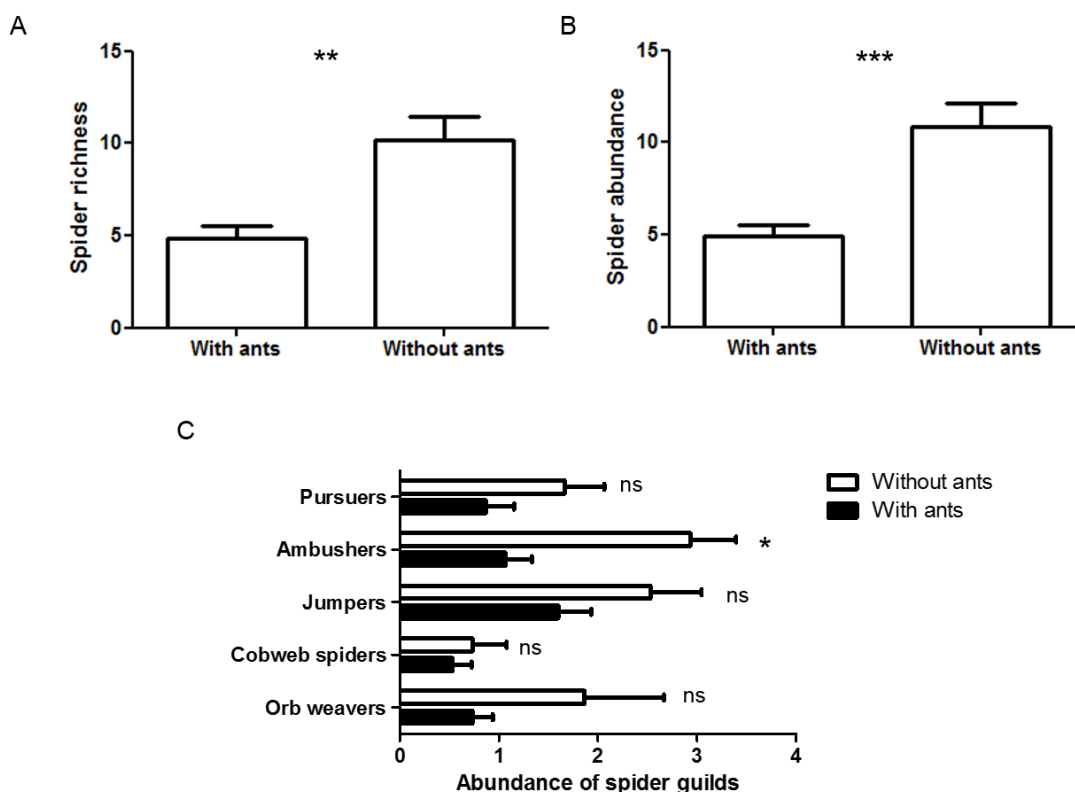 A
15
10
5
0
Spider richness
**
With ants
Without ants
B
15
10
5
0
Spider abundance
***
With ants
Without ants
C
Pursuers
ns
Ambushers
*
Jumpers
ns
Cobweb spiders
ns
Orb weavers
ns
0 1 2 3 4
Abundance of spider guilds
Without ants
With ants